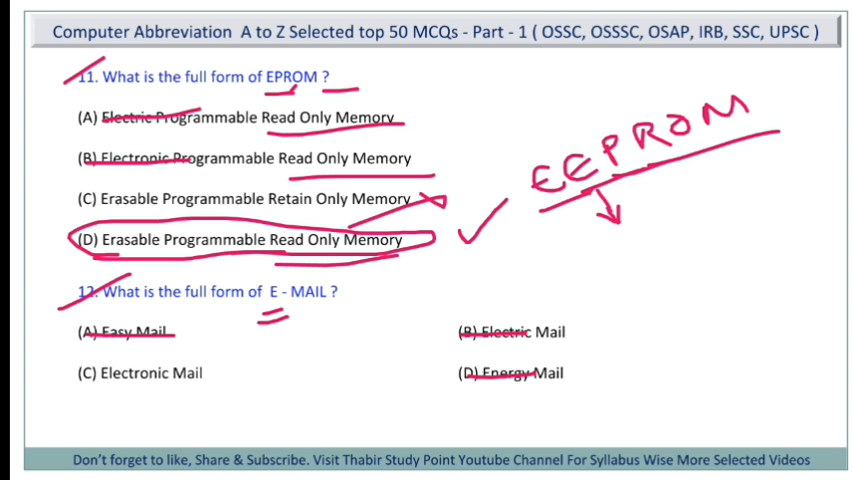 Computer Abbreviation A to Z Selected top 50 MCQs - Part - 1 ( OSSC, OSSSC, OSAP, IRB, SSC, UPSC )
11. What is the full form of EPROM ?
(A) Electric Programmable Read Only Memory
(B) Electronic Programmable Read Only Memory
(C) Erasable Programmable Retain Only Memory
(D) Erasable Programmable Read Only Memory
EEPROM
12. What is the full form of E - MAIL ?
(A) Easy Mail
(B) Electric Mail
(C) Electronic Mail
(D) Energy Mail
Don't forget to like, Share & Subscribe. Visit Thabir Study Point Youtube Channel For Syllabus Wise More Selected Videos